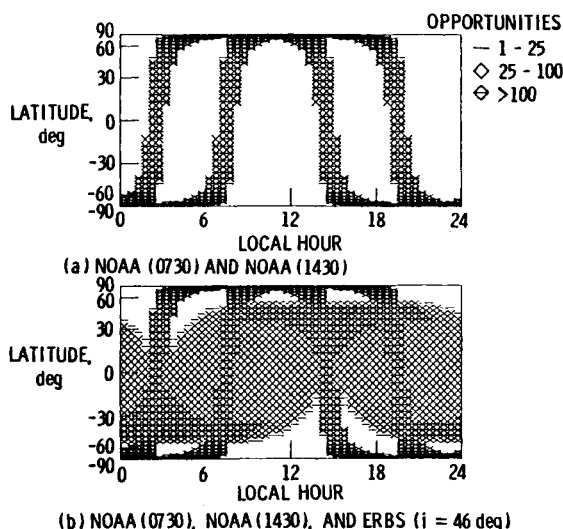 OPPORTUNITIES
— 1 - 25
◇ 25 - 100
⟠ >100
90
60
30
0
-30
-60
-90
LATITUDE,
deg
0 6 12 18 24
LOCAL HOUR
(a) NOAA (0730) AND NOAA (1430)
90
60
30
0
-30
-60
-90
LATITUDE,
deg
0 6 12 18 24
LOCAL HOUR
(b) NOAA (0730), NOAA (1430), AND ERBS (i = 46 deg)